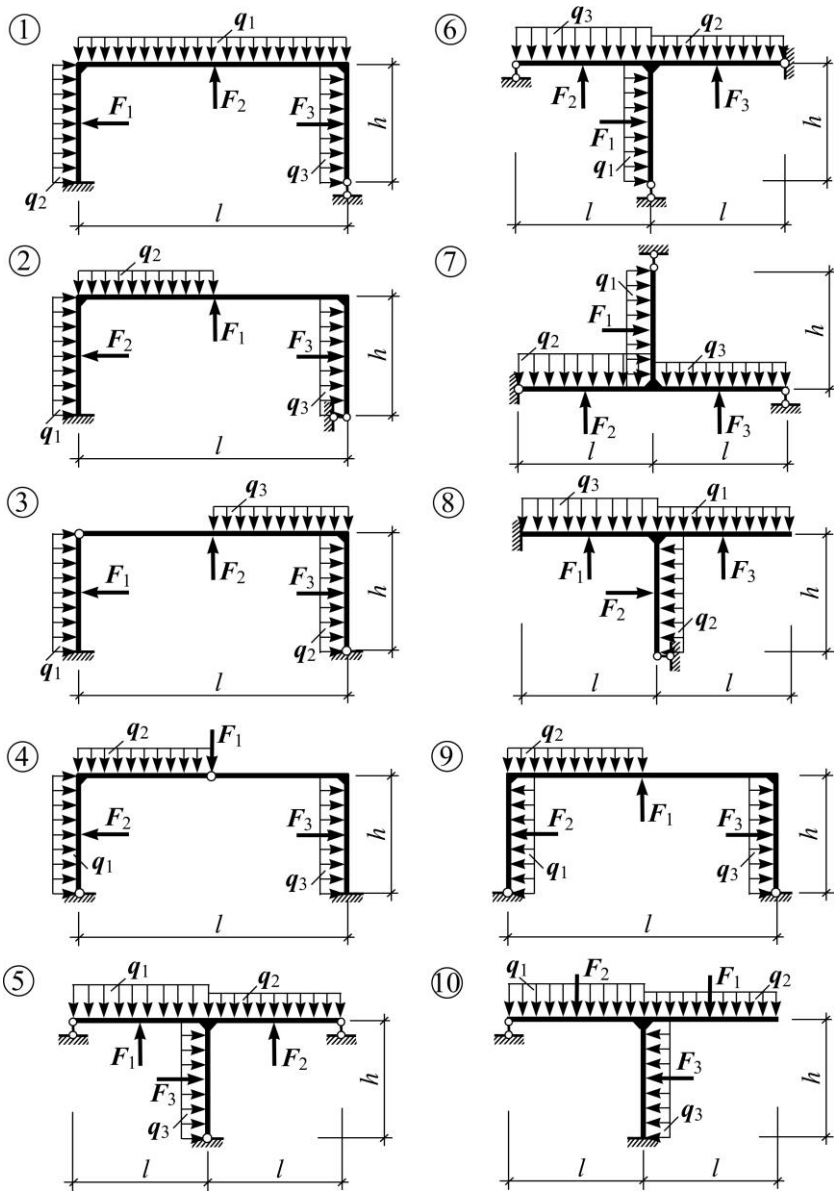 ①
q₁
F₁
F₂
F₃
q₂
q₃
h
l
②
q₂
F₂
F₁
F₃
q₁
q₃
h
l
③
q₃
F₁
F₂
F₃
q₁
q₂
h
l
④
q₂
F₁
F₂
F₃
q₁
q₃
h
l
⑤
q₁
q₂
F₁
F₂
F₃
q₃
h
l
l
⑥
q₃
q₂
F₂
F₃
F₁
q₁
h
l
l
⑦
q₁
F₁
q₂
q₃
F₂
F₃
h
l
l
⑧
q₃
q₁
F₁
F₃
F₂
q₂
h
l
l
⑨
q₂
F₁
F₂
F₃
q₁
q₃
h
l
⑩
q₁
F₂
F₁
q₂
F₃
q₃
h
l
l